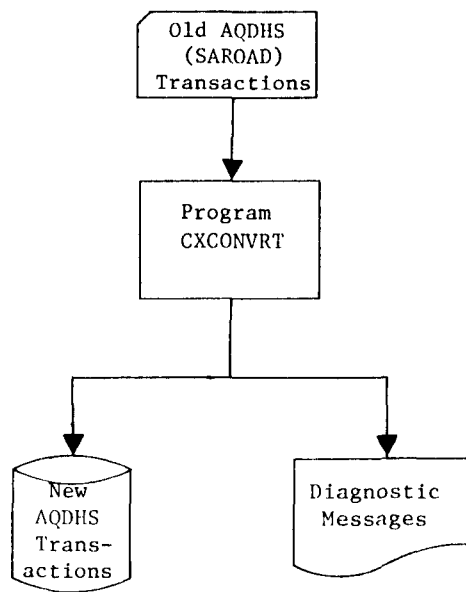 Old AQDHS
(SAROAD)
Transactions
Program
CXCONVRT
New
AQDHS
Trans-
actions
Diagnostic
Messages